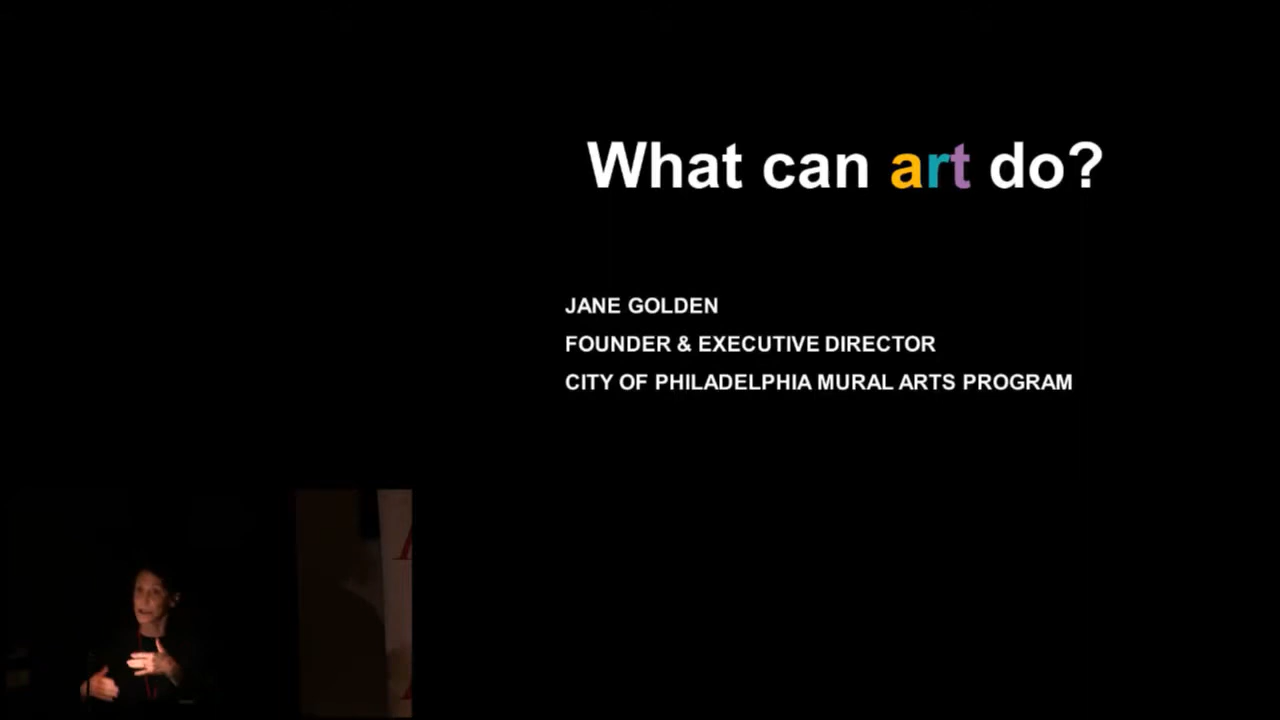 What can art do?
JANE GOLDEN
FOUNDER & EXECUTIVE DIRECTOR
CITY OF PHILADELPHIA MURAL ARTS PROGRAM